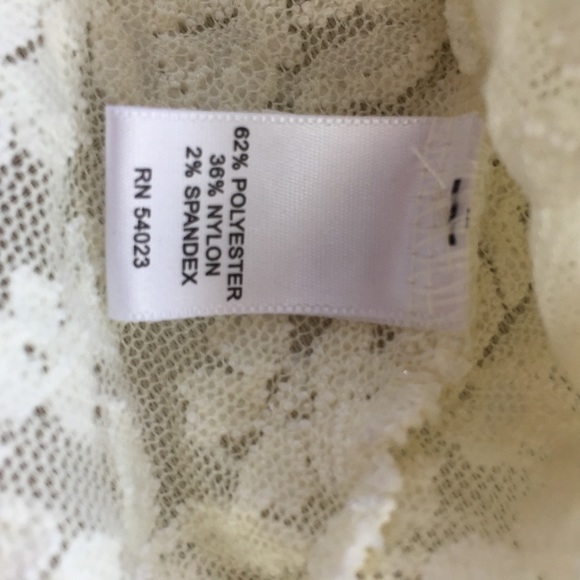 62% POLYESTER
36% NYLON
2% SPANDEX
RN 54023